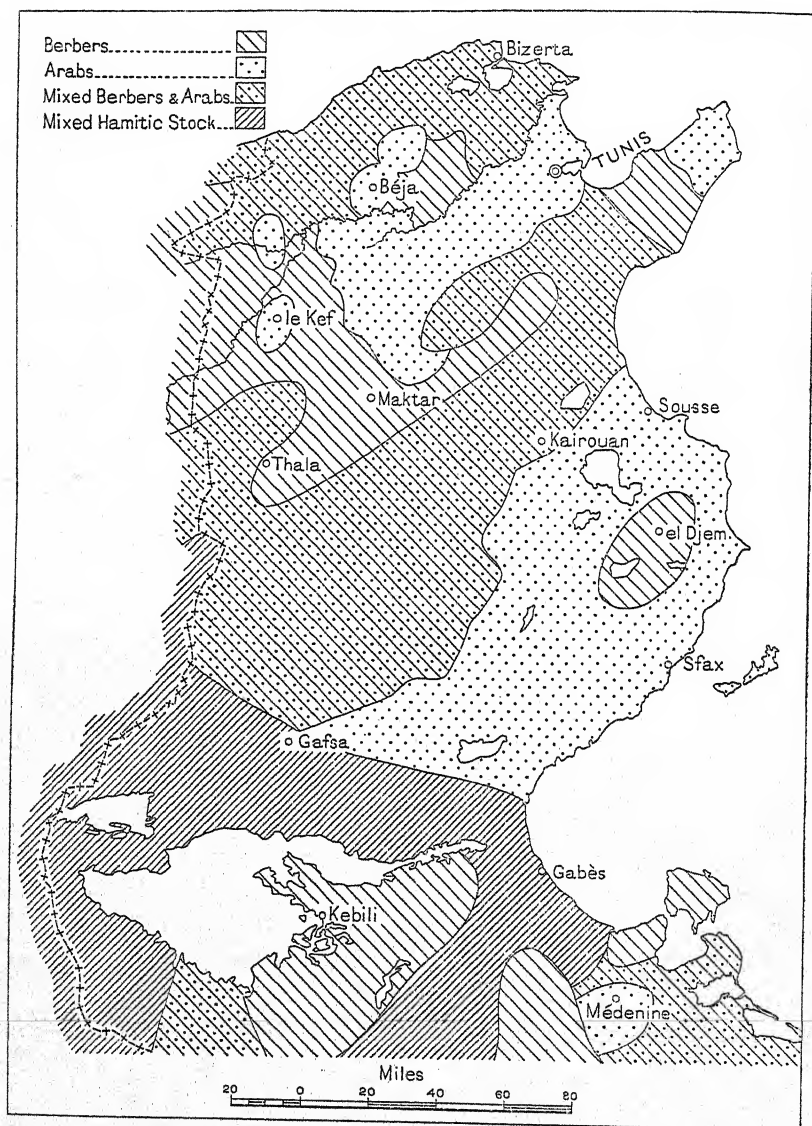 Berbers
Arabs
Mixed Berbers & Arabs
Mixed Hamitic Stock
Bizerta
TUNIS
Béja
le Kef
Maktar
Sousse
Kairouan
Thala
el Djem.
Sfax
Gafsa
Gabès
Kebili
Médenine
Miles
20 0 20 40 60 80